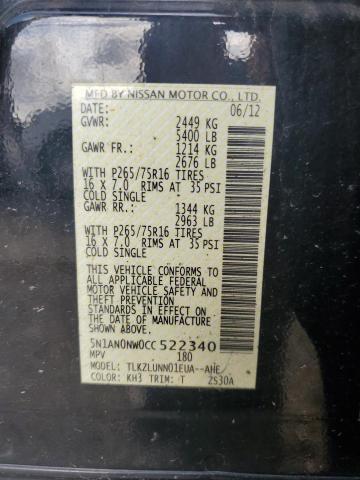 MFD BY NISSAN MOTOR CO., LTD.
DATE: 06/12
GVWR: 2449 KG
5400 LB
GAWR FR.: 1214 KG
2676 LB
WITH P265/75R16 TIRES
16 X 7.0 RIMS AT 35 PSI
COLD SINGLE
GAWR RR.: 1344 KG
2963 LB
WITH P265/75R16 TIRES
16 X 7.0 RIMS AT 35 PSI
COLD SINGLE
THIS VEHICLE CONFORMS TO
ALL APPLICABLE FEDERAL
MOTOR VEHICLE SAFETY AND
THEFT PREVENTION
STANDARDS IN EFFECT ON
THE DATE OF MANUFACTURE
SHOWN ABOVE.
5N1AN0NW0CC522340
MPV 180
MODEL: TLKZLUNN01EUA--AHE
COLOR: KH3 TRIM: T ZS30A